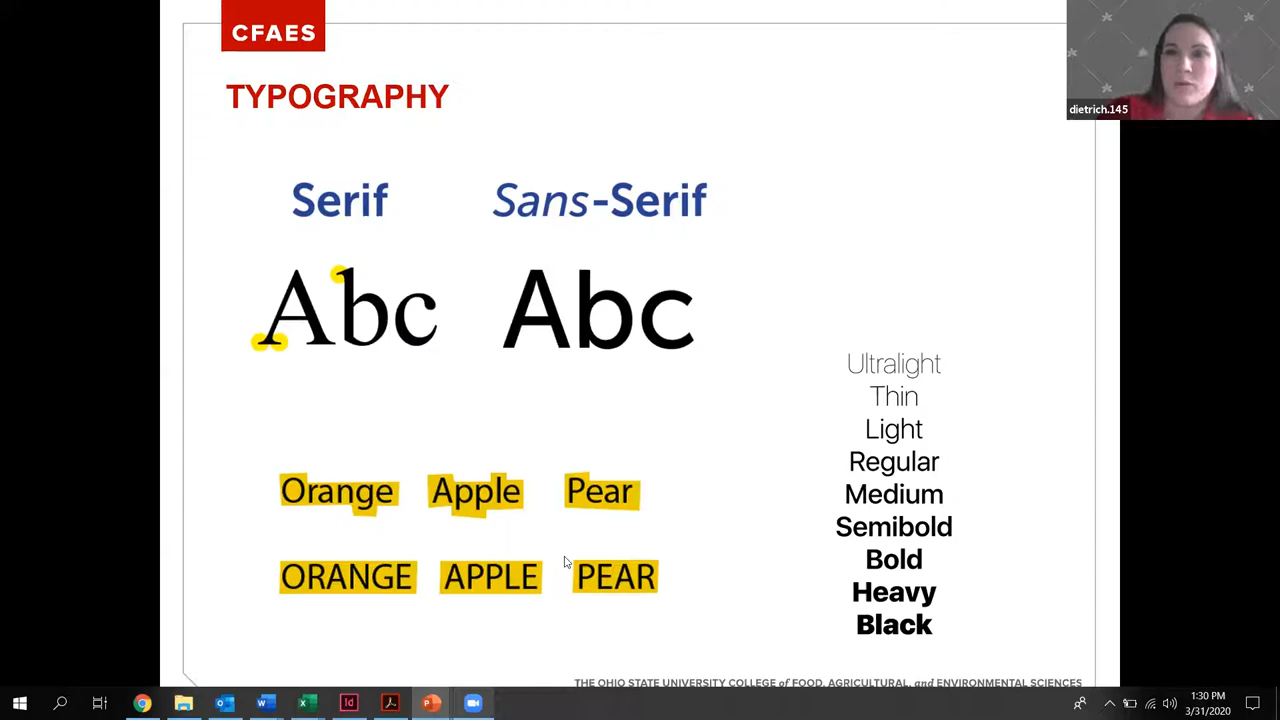 CFAES
dietrich.145
TYPOGRAPHY
Serif Sans-Serif
Abc Abc
Ultralight
Thin
Light
Regular
Medium
Semibold
Bold
Heavy
Black
Orange Apple Pear
ORANGE APPLE PEAR
THE OHIO STATE UNIVERSITY COLLEGE of FOOD, AGRICULTURAL, and ENVIRONMENTAL SCIENCES
1:30 PM
3/31/2020